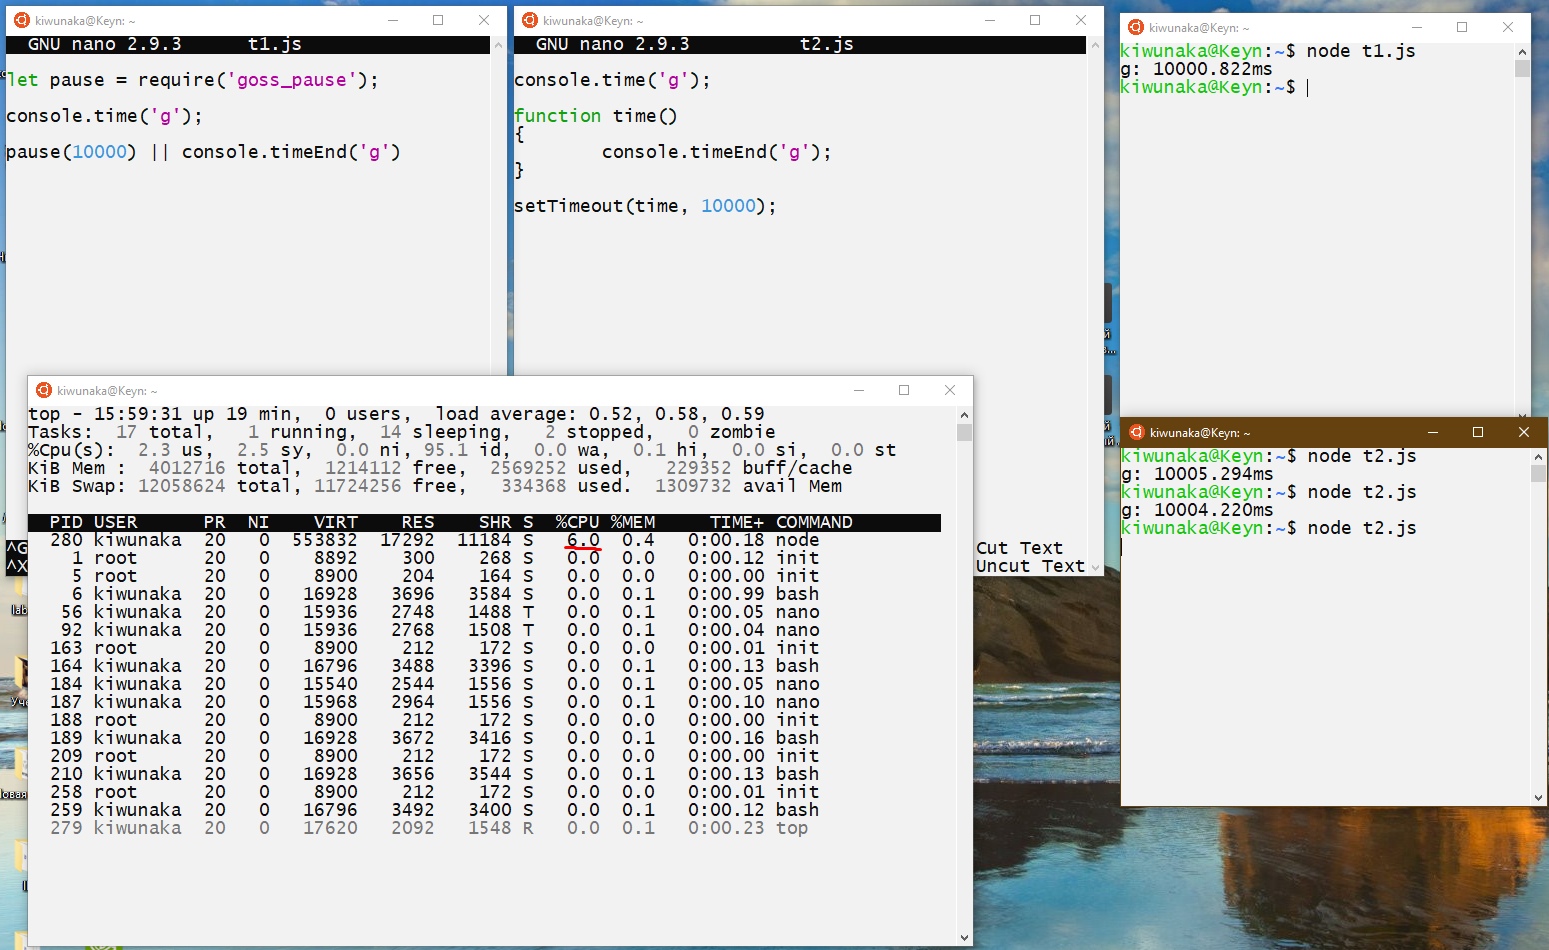 kiwunaka@Keyn: ~
GNU nano 2.9.3 t1.js
let pause = require('goss_pause');
console.time('g');
pause(10000) || console.timeEnd('g')
^G
^X
kiwunaka@Keyn: ~
GNU nano 2.9.3 t2.js
console.time('g');
function time()
{
console.timeEnd('g');
}
setTimeout(time, 10000);
Cut Text
Uncut Text
kiwunaka@Keyn: ~
kiwunaka@Keyn:~$ node t1.js
g: 10000.822ms
kiwunaka@Keyn:~$
kiwunaka@Keyn: ~
kiwunaka@Keyn:~$ node t2.js
g: 10005.294ms
kiwunaka@Keyn:~$ node t2.js
g: 10004.220ms
kiwunaka@Keyn:~$ node t2.js
kiwunaka@Keyn: ~
top - 15:59:31 up 19 min, 0 users, load average: 0.52, 0.58, 0.59
Tasks: 17 total, 1 running, 14 sleeping, 2 stopped, 0 zombie
%Cpu(s): 2.3 us, 2.5 sy, 0.0 ni, 95.1 id, 0.0 wa, 0.1 hi, 0.0 si, 0.0 st
KiB Mem : 4012716 total, 1214112 free, 2569252 used, 229352 buff/cache
KiB Swap: 12058624 total, 11724256 free, 334368 used. 1309732 avail Mem
PID USER PR NI VIRT RES SHR S %CPU %MEM TIME+ COMMAND
280 kiwunaka 20 0 553832 17292 11184 S 6.0 0.4 0:00.18 node
1 root 20 0 8892 300 268 S 0.0 0.0 0:00.12 init
5 root 20 0 8900 204 164 S 0.0 0.0 0:00.00 init
6 kiwunaka 20 0 16928 3696 3584 S 0.0 0.1 0:00.99 bash
56 kiwunaka 20 0 15936 2748 1488 T 0.0 0.1 0:00.05 nano
92 kiwunaka 20 0 15936 2768 1508 T 0.0 0.1 0:00.04 nano
163 root 20 0 8900 212 172 S 0.0 0.0 0:00.01 init
164 kiwunaka 20 0 16796 3488 3396 S 0.0 0.1 0:00.13 bash
184 kiwunaka 20 0 15540 2544 1556 S 0.0 0.1 0:00.05 nano
187 kiwunaka 20 0 15968 2964 1556 S 0.0 0.1 0:00.10 nano
188 root 20 0 8900 212 172 S 0.0 0.0 0:00.00 init
189 kiwunaka 20 0 16928 3672 3416 S 0.0 0.1 0:00.16 bash
209 root 20 0 8900 212 172 S 0.0 0.0 0:00.00 init
210 kiwunaka 20 0 16928 3656 3544 S 0.0 0.1 0:00.13 bash
258 root 20 0 8900 212 172 S 0.0 0.0 0:00.01 init
259 kiwunaka 20 0 16796 3492 3400 S 0.0 0.1 0:00.12 bash
279 kiwunaka 20 0 17620 2092 1548 R 0.0 0.1 0:00.23 top